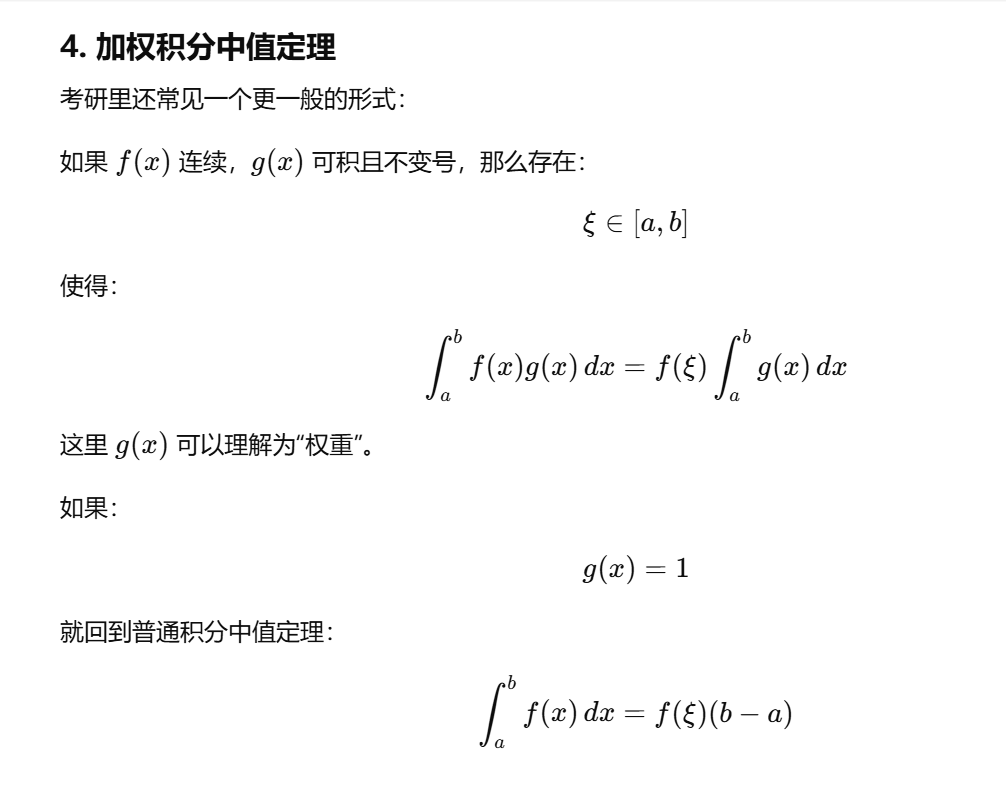 4. 加权积分中值定理
考研里还常见一个更一般的形式：
如果 f(x) 连续，g(x) 可积且不变号，那么存在：
ξ ∈ [a, b]
使得：
∫_a^b f(x)g(x) dx = f(ξ) ∫_a^b g(x) dx
这里 g(x) 可以理解为“权重”。
如果：
g(x) = 1
就回到普通积分中值定理：
∫_a^b f(x) dx = f(ξ)(b − a)